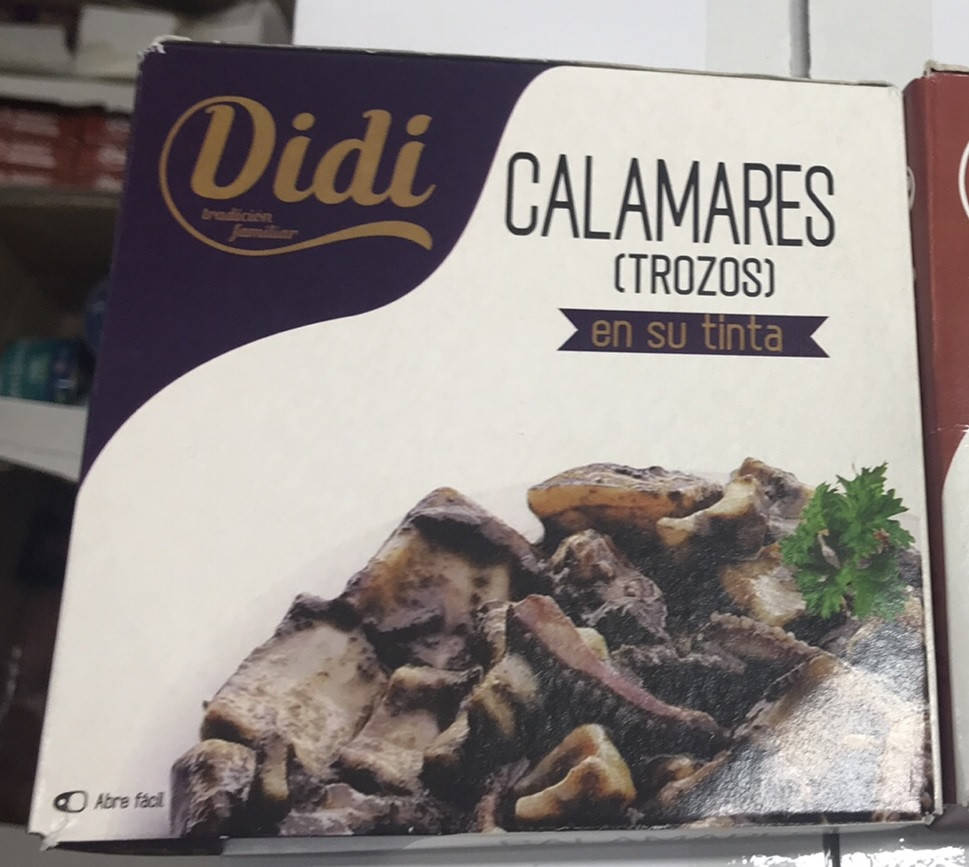 Didi
tradición
familiar
CALAMARES
(TROZOS)
en su tinta
Abre fácil